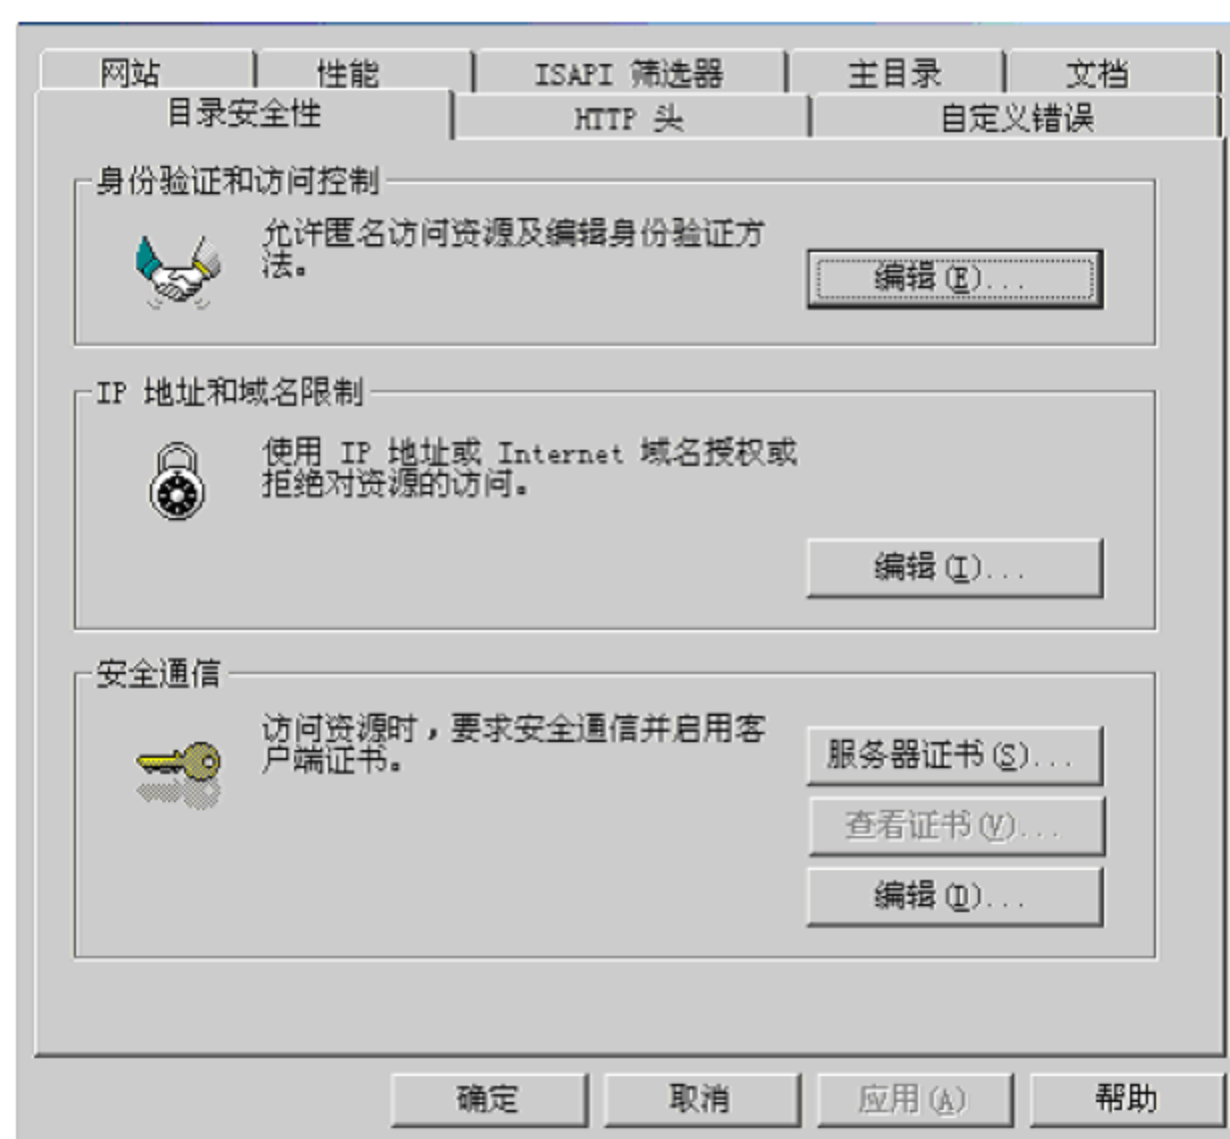 网站 性能 ISAPI 筛选器 主目录 文档
目录安全性 HTTP 头 自定义错误
身份验证和访问控制
允许匿名访问资源及编辑身份验证方
法。
编辑(E)...
IP 地址和域名限制
使用 IP 地址或 Internet 域名授权或
拒绝对资源的访问。
编辑(I)...
安全通信
访问资源时，要求安全通信并启用客
户端证书。
服务器证书(S)...
查看证书(V)...
编辑(D)...
确定 取消 应用(A) 帮助